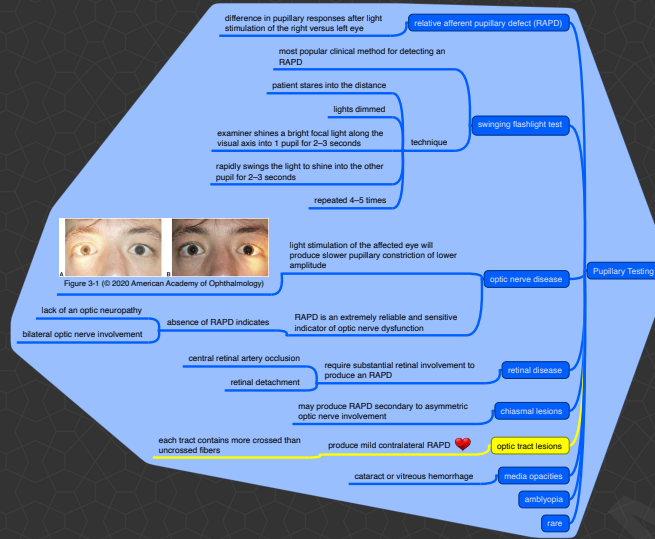 difference in pupillary responses after light
stimulation of the right versus left eye
relative afferent pupillary defect (RAPD)
most popular clinical method for detecting an
RAPD
patient stares into the distance
lights dimmed
examiner shines a bright focal light along the
visual axis into 1 pupil for 2–3 seconds
rapidly swings the light to shine into the other
pupil for 2–3 seconds
repeated 4–5 times
technique
swinging flashlight test
A
B
Figure 3-1 (© 2020 American Academy of Ophthalmology)
light stimulation of the affected eye will
produce slower pupillary constriction of lower
amplitude
lack of an optic neuropathy
bilateral optic nerve involvement
absence of RAPD indicates
RAPD is an extremely reliable and sensitive
indicator of optic nerve dysfunction
optic nerve disease
Pupillary Testing
central retinal artery occlusion
retinal detachment
require substantial retinal involvement to
produce an RAPD
retinal disease
may produce RAPD secondary to asymmetric
optic nerve involvement
chiasmal lesions
each tract contains more crossed than
uncrossed fibers
produce mild contralateral RAPD
optic tract lesions
cataract or vitreous hemorrhage
media opacities
amblyopia
rare